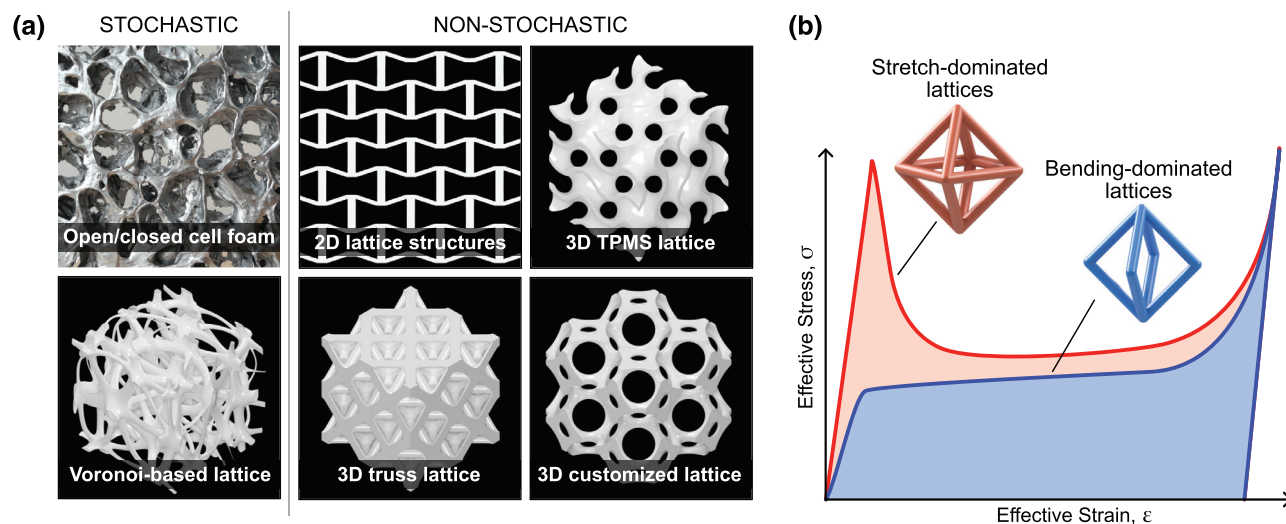 (a)
STOCHASTIC
NON-STOCHASTIC
Open/closed cell foam
2D lattice structures
3D TPMS lattice
Voronoi-based lattice
3D truss lattice
3D customized lattice
(b)
Stretch-dominated
lattices
Bending-dominated
lattices
Effective Stress, σ
Effective Strain, ε